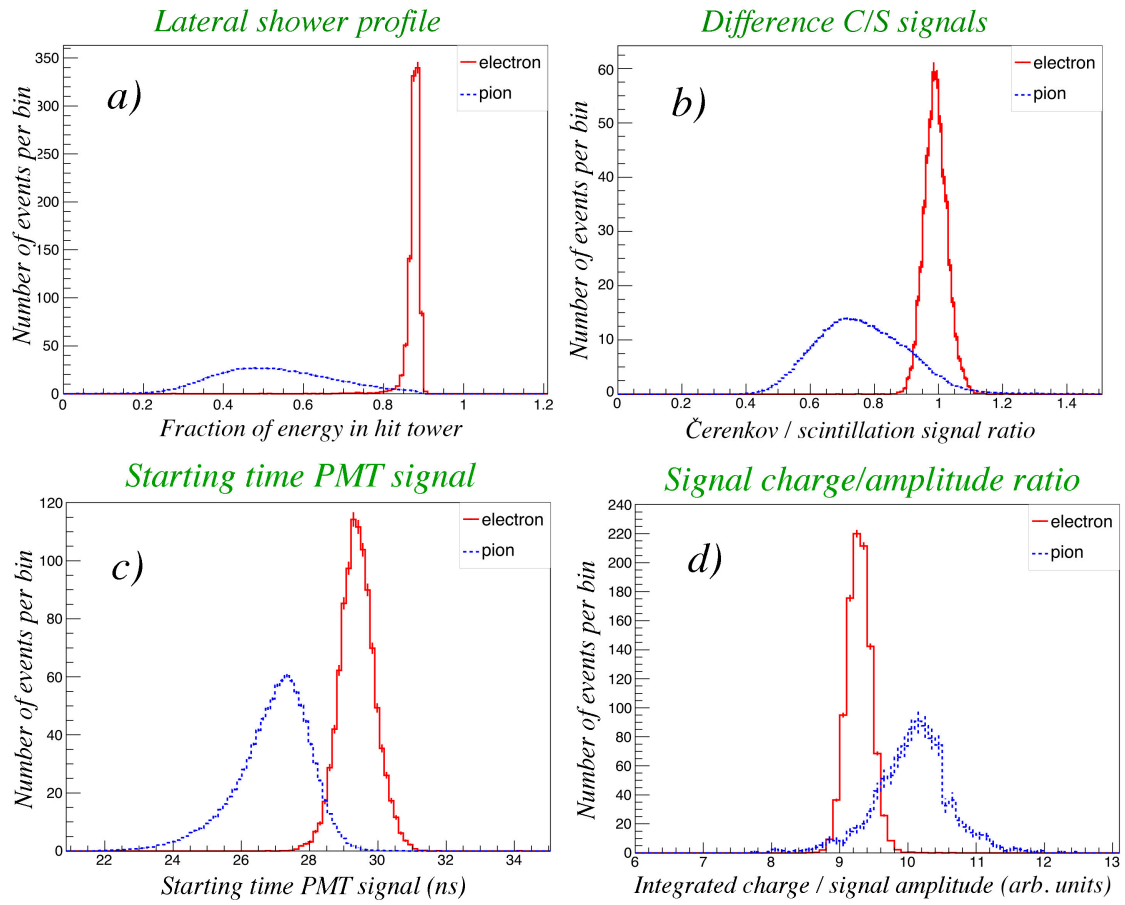 Lateral shower profile
Number of events per bin
350
300
250
200
150
100
50
0
a)
electron
pion
0 0.2 0.4 0.6 0.8 1 1.2
Fraction of energy in hit tower
Difference C/S signals
Number of events per bin
60
50
40
30
20
10
0
b)
electron
pion
0 0.2 0.4 0.6 0.8 1 1.2 1.4
Čerenkov / scintillation signal ratio
Starting time PMT signal
Number of events per bin
120
100
80
60
40
20
0
c)
electron
pion
22 24 26 28 30 32 34
Starting time PMT signal (ns)
Signal charge/amplitude ratio
Number of events per bin
240
220
200
180
160
140
120
100
80
60
40
20
0
d)
electron
pion
6 7 8 9 10 11 12 13
Integrated charge / signal amplitude (arb. units)